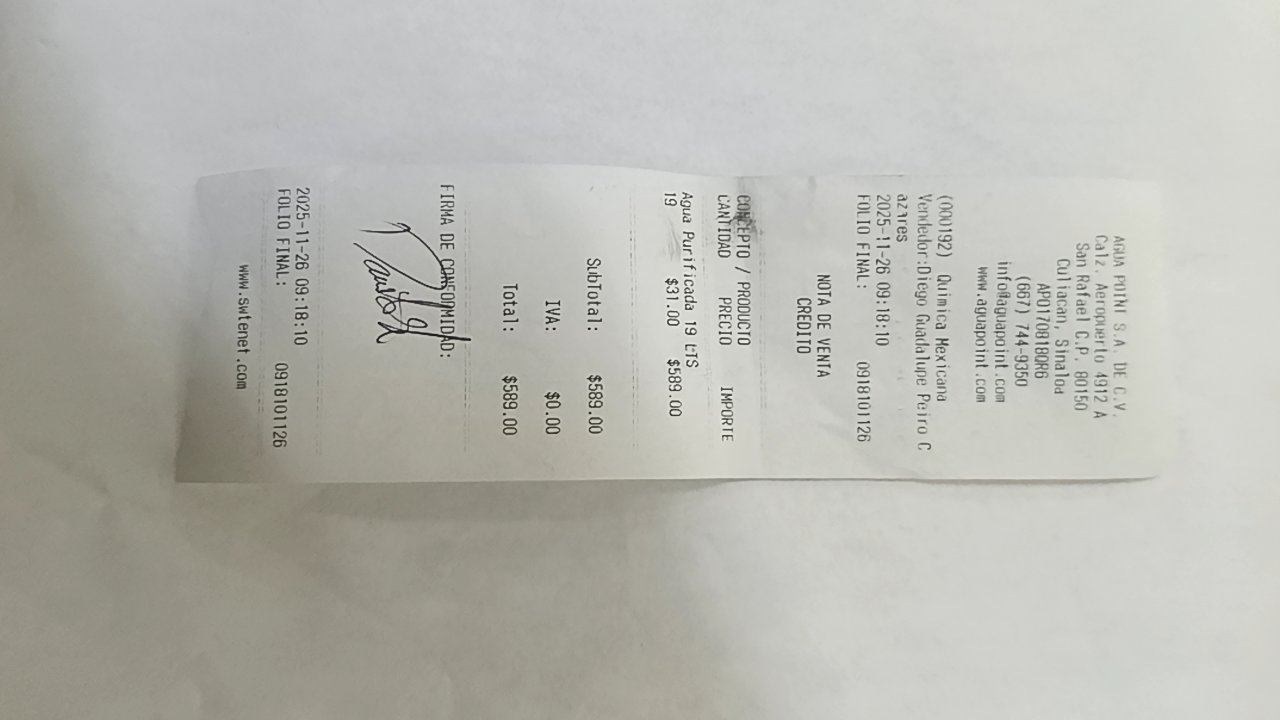 AGUA POINT S.A. DE C.V.
Calz. Aeropuerto 4912 A
San Rafael C.P. 80150
Culiacan, Sinaloa
APO170818QR6
(667) 744-9350
info@aguapoint.com
www.aguapoint.com
(000192) Quimica Mexicana
Vendedor:Diego Guadalupe Peiro C
azares
2025-11-26 09:18:10
FOLIO FINAL: 0918101126
NOTA DE VENTA
CREDITO
CONCEPTO / PRODUCTO
CANTIDAD PRECIO IMPORTE
Agua Purificada 19 LTS
19 $31.00 $589.00
SubTotal: $589.00
IVA: $0.00
Total: $589.00
FIRMA DE CONFORMIDAD:
2025-11-26 09:18:10
FOLIO FINAL: 0918101126
www.swtenet.com